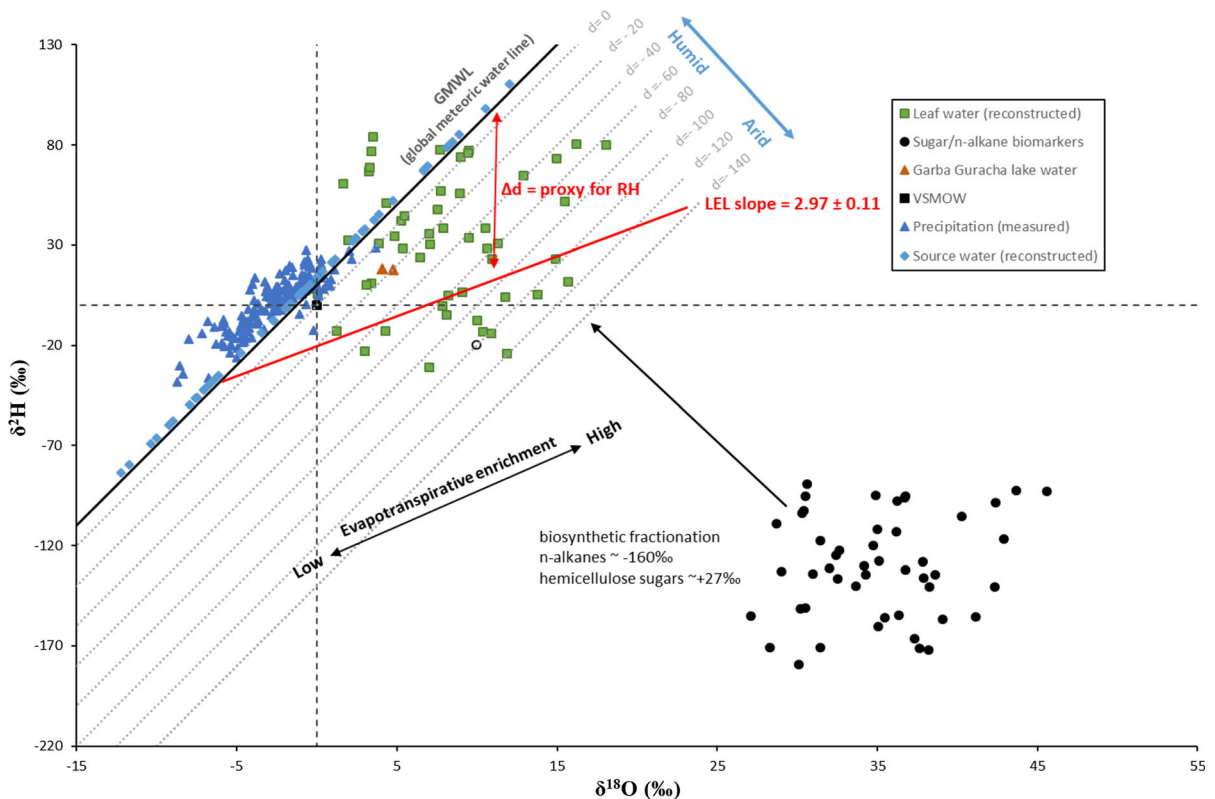 130
80
30
-20
-70
-120
-170
-220
-15
-5
5
15
25
35
45
55
δ²H (‰)
δ¹⁸O (‰)
GMWL
(global meteoric water line)
d= 0
d= - 20
d= - 40
d = - 60
d= - 80
d= - 100
d= - 120
d= - 140
Humid
Arid
Leaf water (reconstructed)
Sugar/n-alkane biomarkers
Garba Guracha lake water
VSMOW
Precipitation (measured)
Source water (reconstructed)
Δd = proxy for RH
LEL slope = 2.97 ± 0.11
High
Evapotranspirative enrichment
Low
biosynthetic fractionation
n-alkanes ~ -160‰
hemicellulose sugars ~+27‰